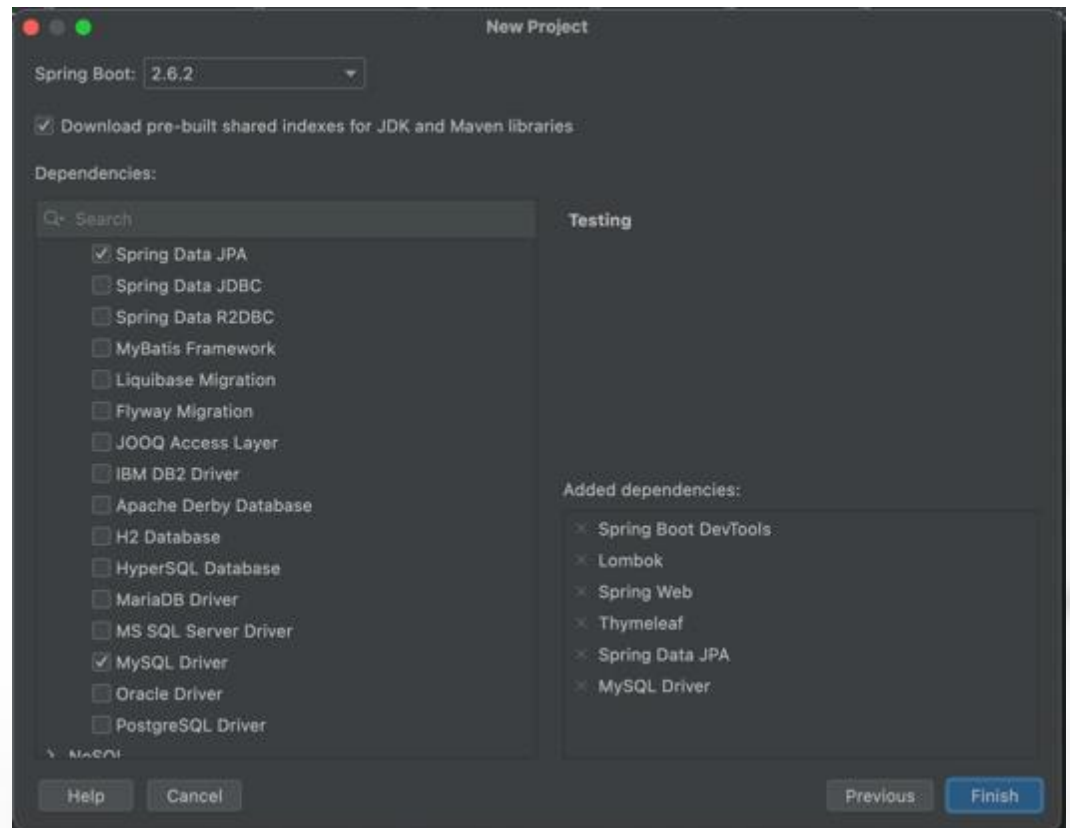 New Project
Spring Boot: 2.6.2
Download pre-built shared indexes for JDK and Maven libraries
Dependencies:
Search
Testing
Spring Data JPA
Spring Data JDBC
Spring Data R2DBC
MyBatis Framework
Liquibase Migration
Flyway Migration
JOOQ Access Layer
IBM DB2 Driver
Apache Derby Database
H2 Database
HyperSQL Database
MariaDB Driver
MS SQL Server Driver
MySQL Driver
Oracle Driver
PostgreSQL Driver
NoSQL
Added dependencies:
Spring Boot DevTools
Lombok
Spring Web
Thymeleaf
Spring Data JPA
MySQL Driver
Help
Cancel
Previous
Finish